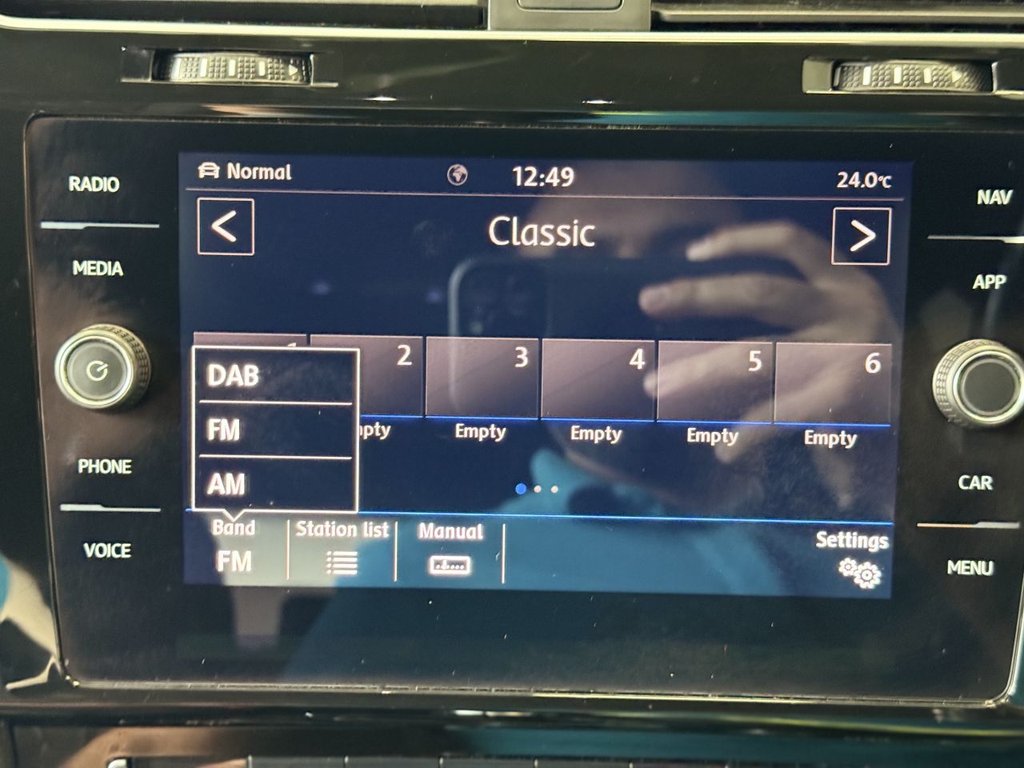 RADIO
MEDIA
PHONE
VOICE
Normal
12:49
24.0°C
<
Classic
>
2
3
4
5
6
Empty
Empty
Empty
Empty
DAB
FM
AM
Band
FM
Station list
Manual
Settings
NAV
APP
CAR
MENU